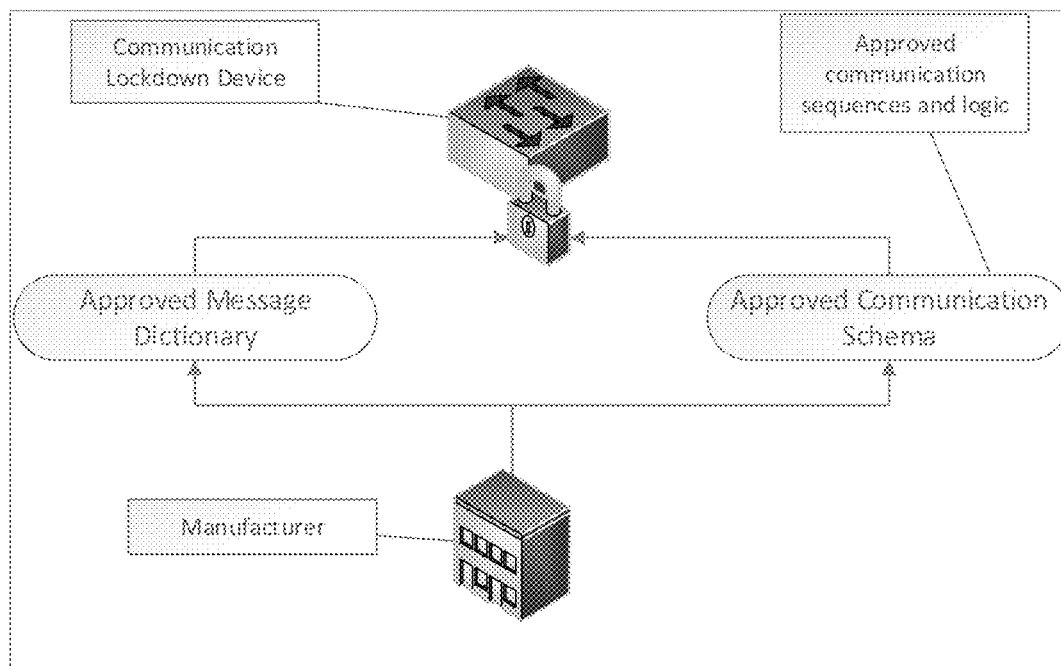 Communication
Lockdown Device
Approved
communication
sequences and logic
Approved Message
Dictionary
Approved Communication
Schema
Manufacturer